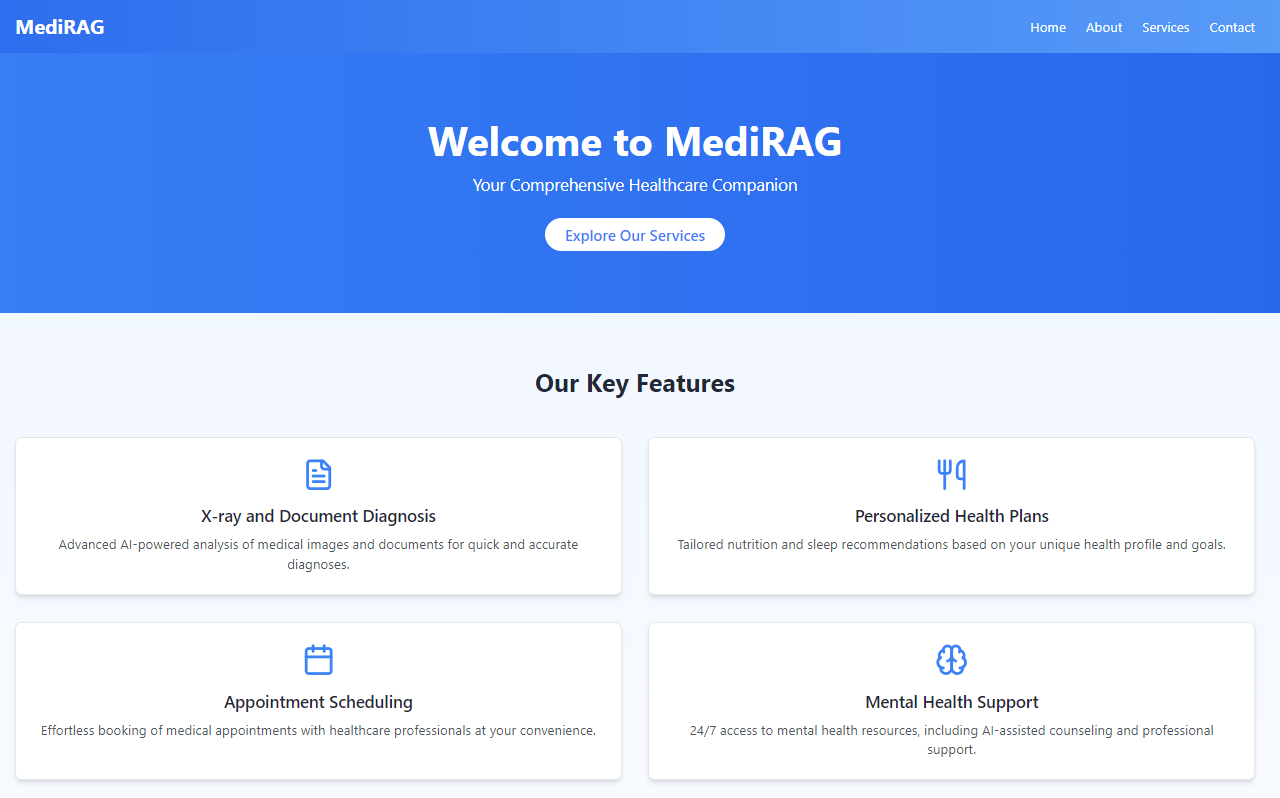 MediRAG
Home About Services Contact
Welcome to MediRAG
Your Comprehensive Healthcare Companion
Explore Our Services
Our Key Features
X-ray and Document Diagnosis
Advanced AI-powered analysis of medical images and documents for quick and accurate
diagnoses.
Personalized Health Plans
Tailored nutrition and sleep recommendations based on your unique health profile and goals.
Appointment Scheduling
Effortless booking of medical appointments with healthcare professionals at your convenience.
Mental Health Support
24/7 access to mental health resources, including AI-assisted counseling and professional
support.